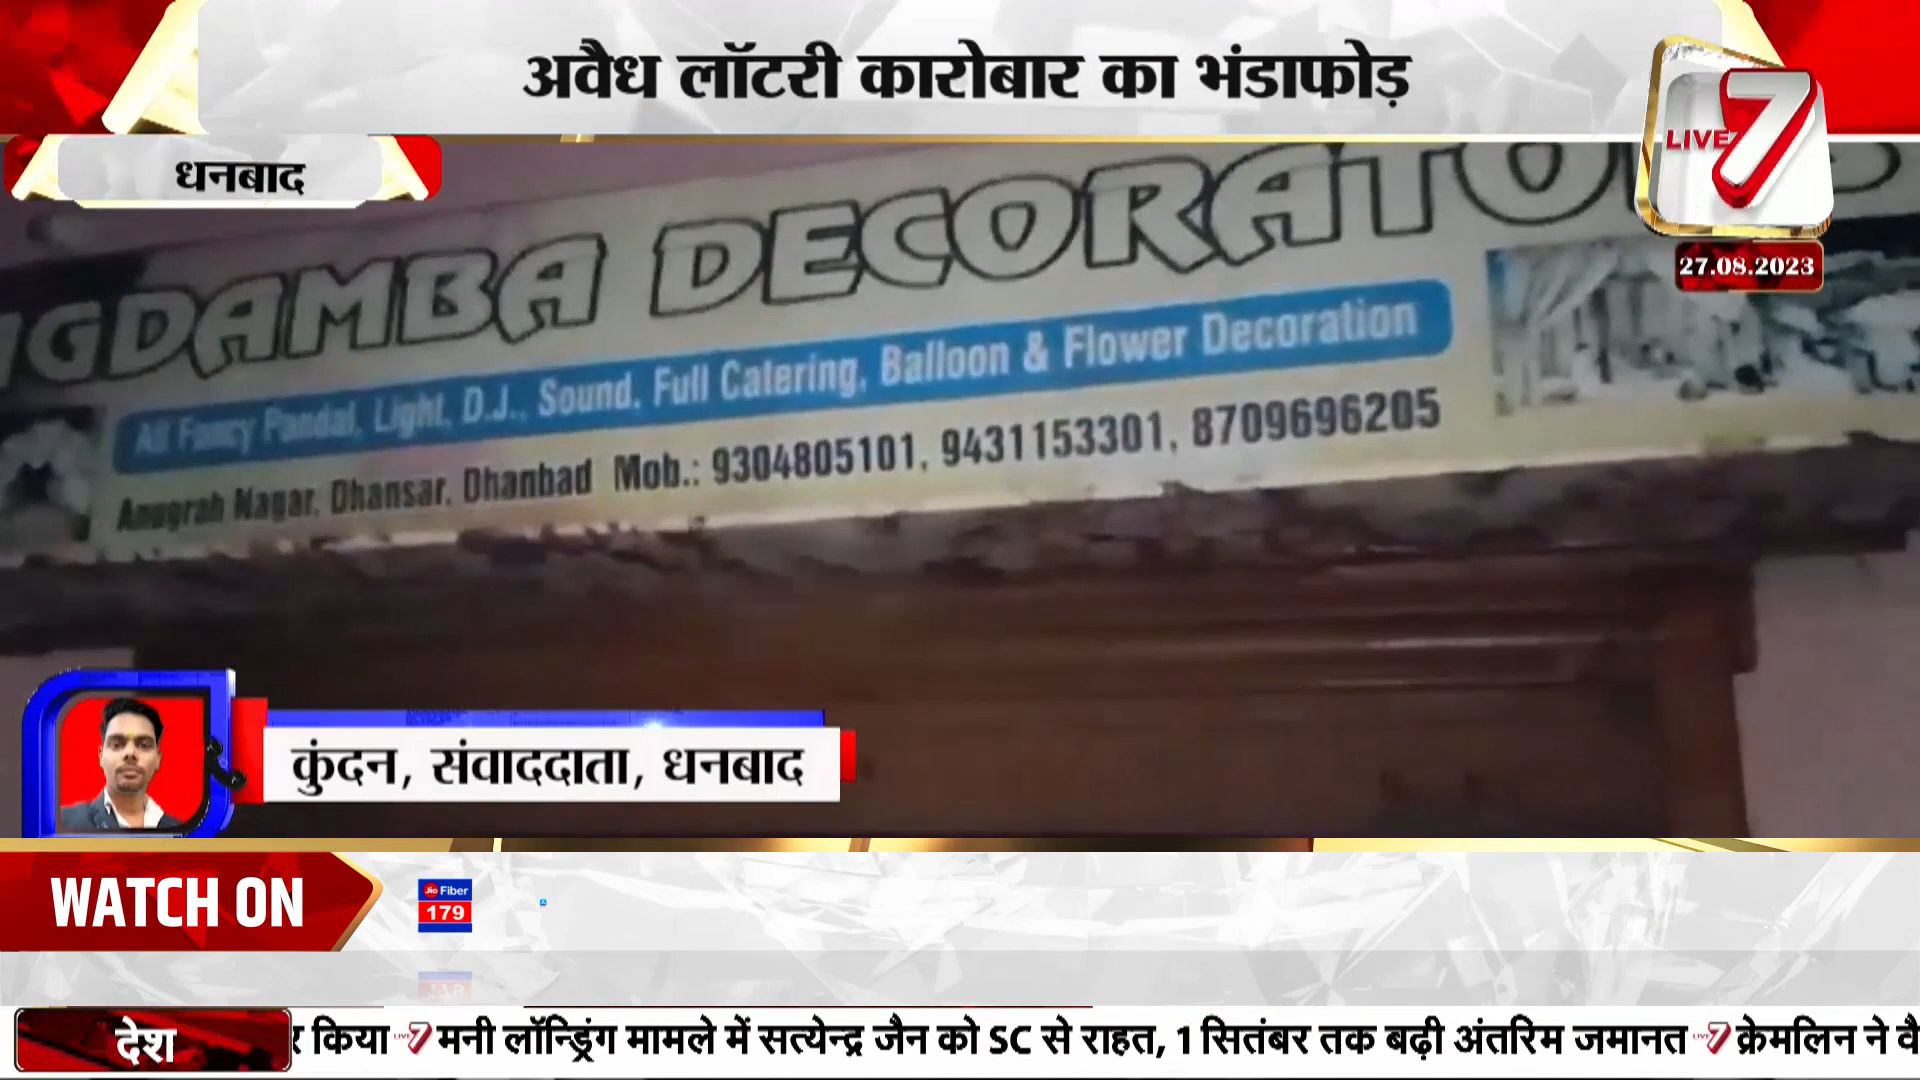 अवैध लॉटरी कारोबार का भंडाफोड़
LIVE 7
धनबाद
27.08.2023
GDAMBA DECORATO
All Fancy Pandal, Light, D.J., Sound, Full Catering, Balloon & Flower Decoration
Anugrah Nagar, Dhansar, Dhanbad Mob.: 9304805101, 9431153301, 8709696205
कुंदन, संवाददाता, धनबाद
WATCH ON
Jio Fiber
179
देश
र किया LIVE 7 मनी लॉन्ड्रिंग मामले में सत्येन्द्र जैन को SC से राहत, 1 सितंबर तक बढ़ी अंतरिम जमानत LIVE 7 क्रेमलिन ने वै